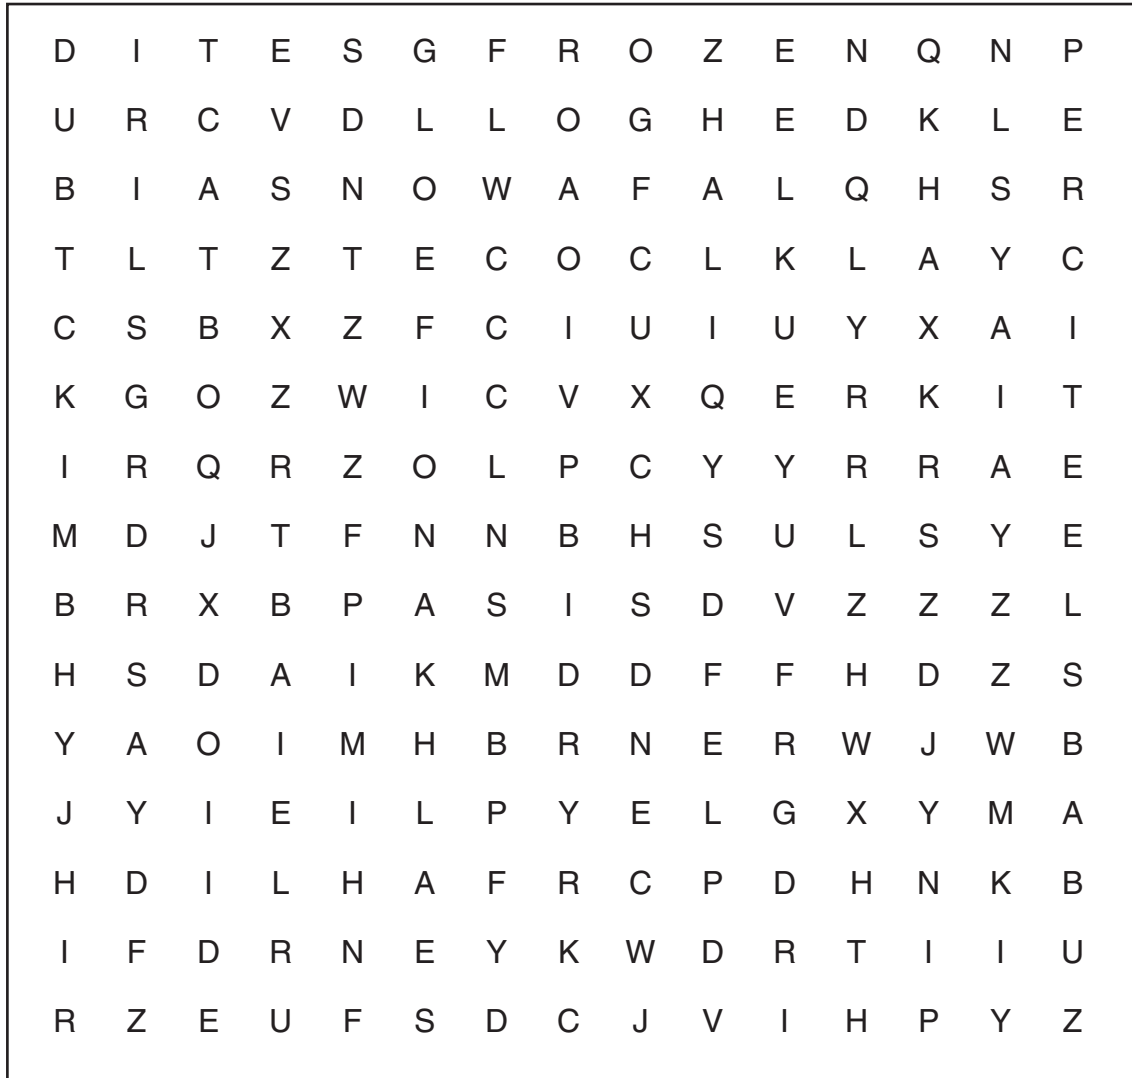 D I T E S G F R O Z E N Q N P
U R C V D L L O G H E D K L E
B I A S N O W A F A L Q H S R
T L T Z T E C O C L K L A Y C
C S B X Z F C I U I U Y X A I
K G O Z W I C V X Q E R K I T
I R Q R Z O L P C Y Y R R A E
M D J T F N N B H S U L S Y E
B R X B P A S I S D V Z Z Z L
H S D A I K M D D F F H D Z S
Y A O I M H B R N E R W J W B
J Y I E I L P Y E L G X Y M A
H D I L H A F R C P D H N K B
I F D R N E Y K W D R T I I U
R Z E U F S D C J V I H P Y Z